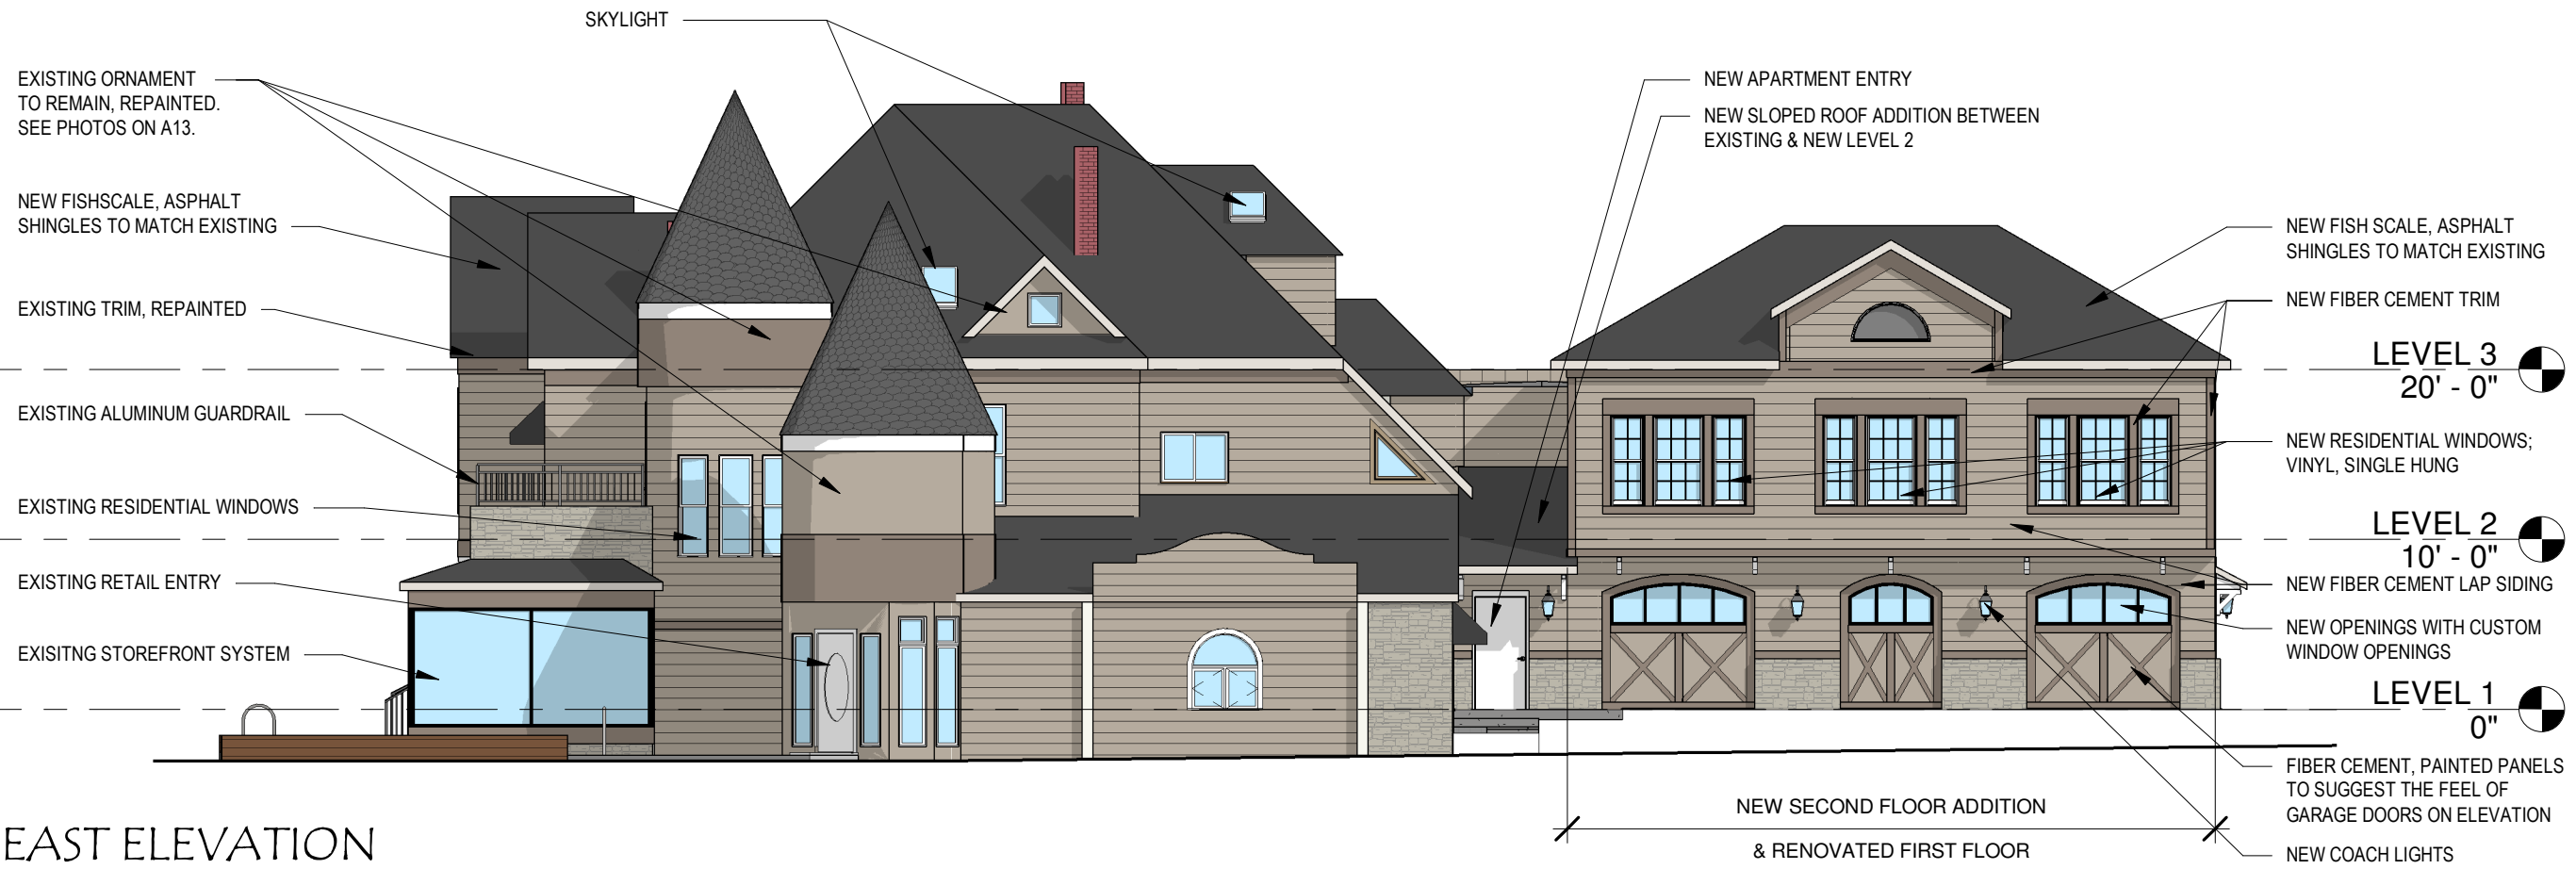 SKYLIGHT
EXISTING ORNAMENT
TO REMAIN, REPAINTED.
SEE PHOTOS ON A13.
NEW FISHSCALE, ASPHALT
SHINGLES TO MATCH EXISTING
EXISTING TRIM, REPAINTED
EXISTING ALUMINUM GUARDRAIL
EXISTING RESIDENTIAL WINDOWS
EXISTING RETAIL ENTRY
EXISITNG STOREFRONT SYSTEM
NEW APARTMENT ENTRY
NEW SLOPED ROOF ADDITION BETWEEN
EXISTING & NEW LEVEL 2
NEW FISH SCALE, ASPHALT
SHINGLES TO MATCH EXISTING
NEW FIBER CEMENT TRIM
LEVEL 3
20' - 0"
NEW RESIDENTIAL WINDOWS;
VINYL, SINGLE HUNG
LEVEL 2
10' - 0"
NEW FIBER CEMENT LAP SIDING
NEW OPENINGS WITH CUSTOM
WINDOW OPENINGS
LEVEL 1
0"
FIBER CEMENT, PAINTED PANELS
TO SUGGEST THE FEEL OF
GARAGE DOORS ON ELEVATION
NEW COACH LIGHTS
NEW SECOND FLOOR ADDITION
& RENOVATED FIRST FLOOR
EAST ELEVATION